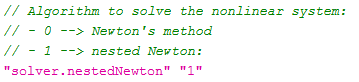 // Algorithm to solve the nonlinear system:
// - 0 --> Newton's method
// - 1 --> nested Newton:
"solver.nestedNewton" "1"